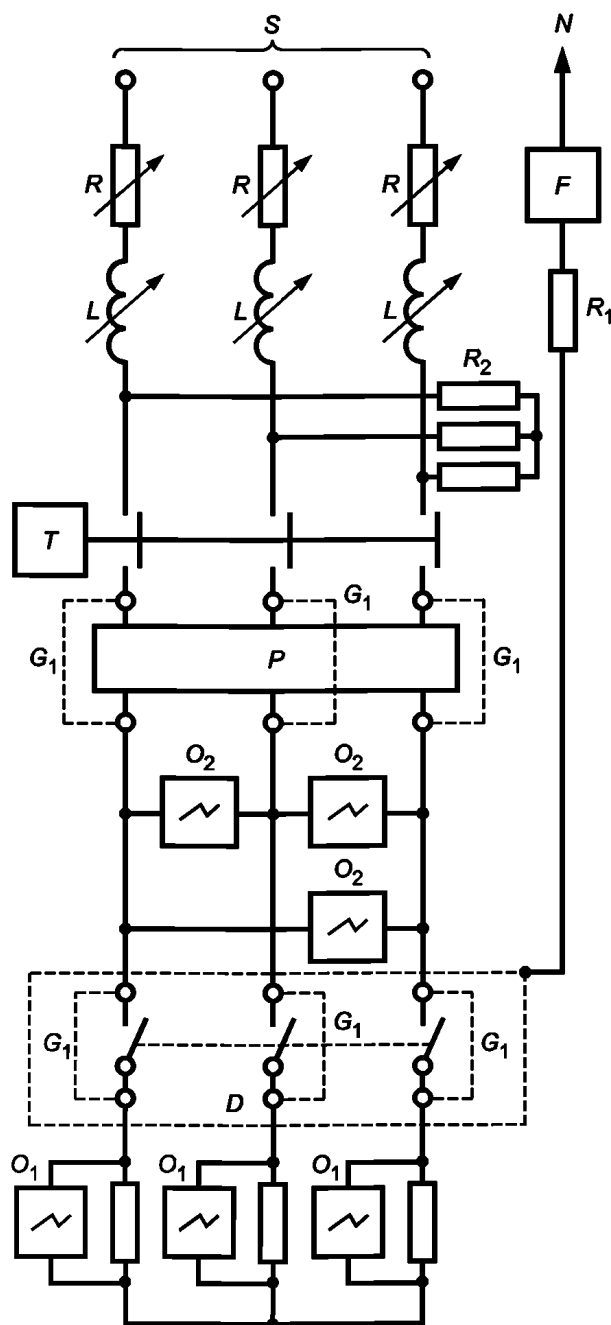 S N
R R R F
L L L R₁
R₂
T
G₁
G₁ P G₁
O₂ O₂
O₂
G₁ G₁ G₁
D
O₁ O₁ O₁